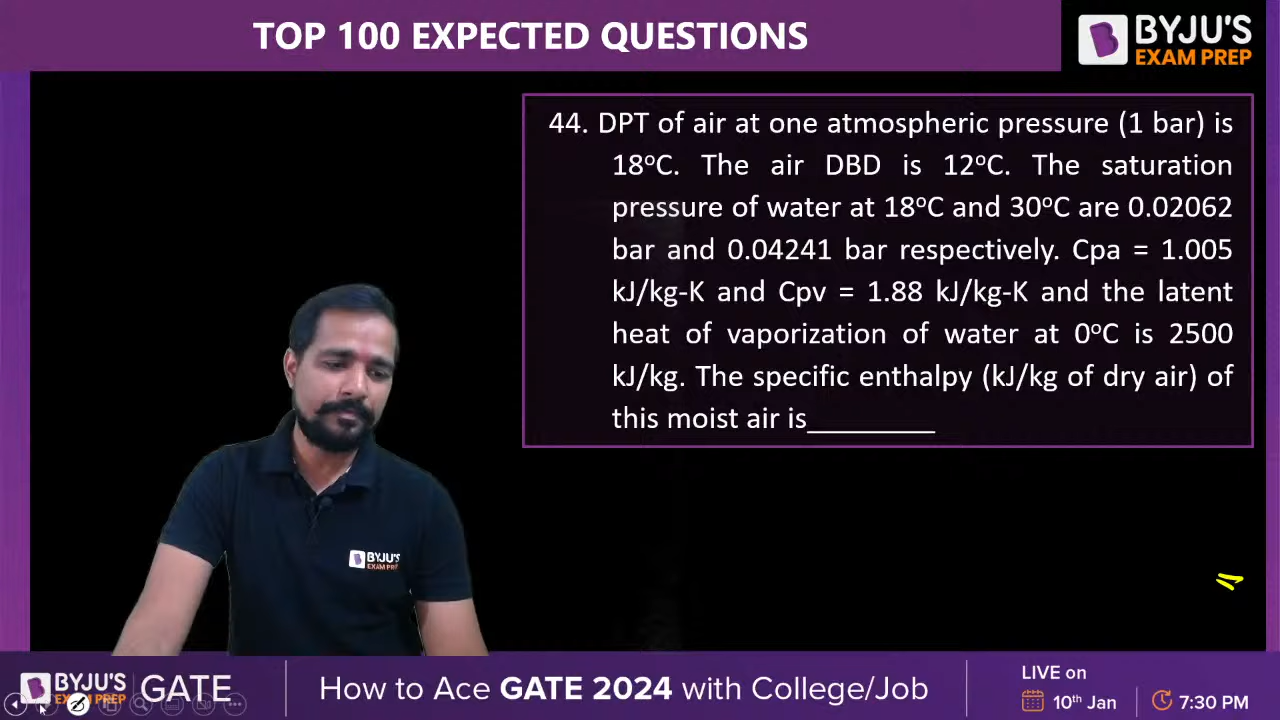 TOP 100 EXPECTED QUESTIONS
BYJU'S
EXAM PREP
44. DPT of air at one atmospheric pressure (1 bar) is
18ᵒC. The air DBD is 12ᵒC. The saturation
pressure of water at 18ᵒC and 30ᵒC are 0.02062
bar and 0.04241 bar respectively. Cpa = 1.005
kJ/kg-K and Cpv = 1.88 kJ/kg-K and the latent
heat of vaporization of water at 0ᵒC is 2500
kJ/kg. The specific enthalpy (kJ/kg of dry air) of
this moist air is________
BYJU'S
EXAM PREP
BYJU'S
EXAM PREP
GATE
How to Ace GATE 2024 with College/Job
LIVE on
10th Jan
7:30 PM